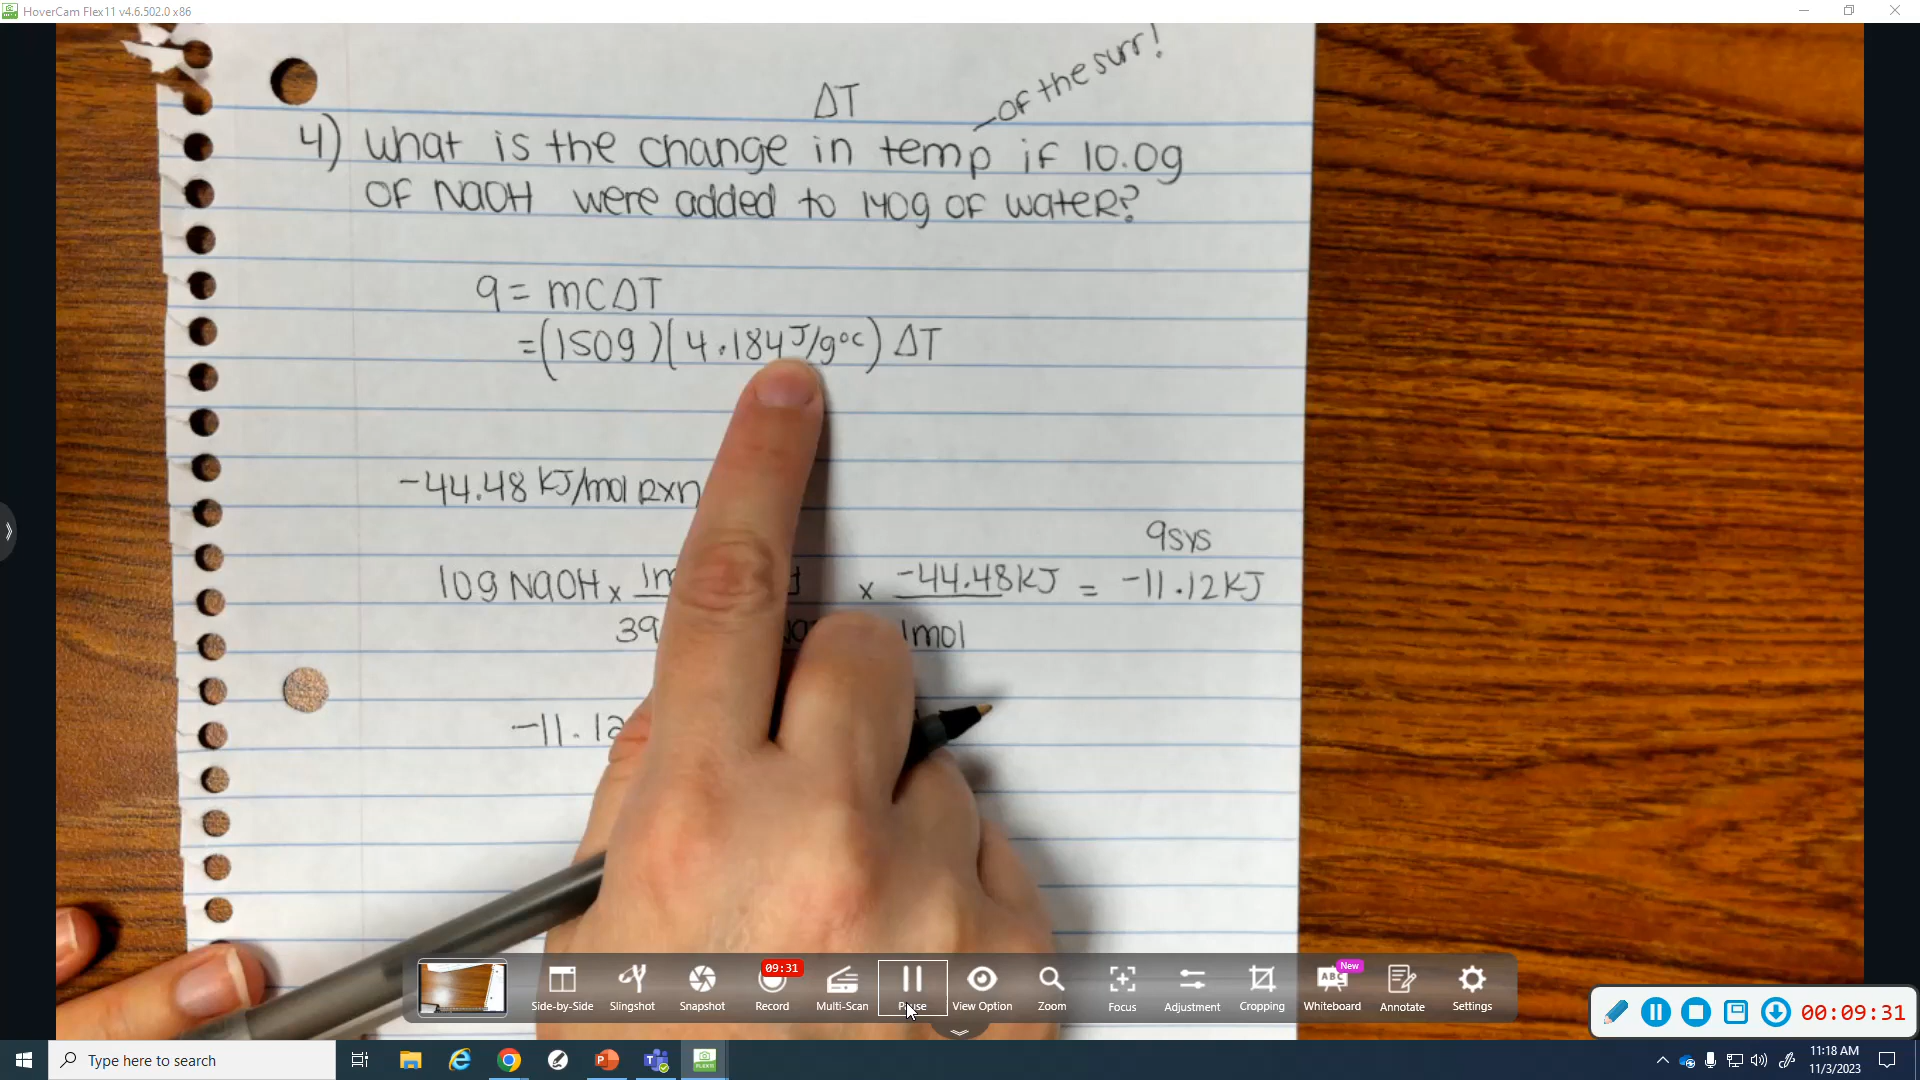 HoverCam Flex11 v4.6.502.0 x86
ΔT
of the surr!
4) What is the change in temp if 10.0g
of NaOH were added to 140g of water?
q = mCΔT
=(150g)(4.184J/g°c) ΔT
-44.48 KJ/mol rxn
qsys
10g NaOH x 1m x -44.48KJ = -11.12KJ
39 1mol
-11.12
09:31
New
Side-by-Side Slingshot Snapshot Record Multi-Scan Pause View Option Zoom Focus Adjustment Cropping Whiteboard Annotate Settings
00:09:31
Type here to search
11:18 AM
11/3/2023